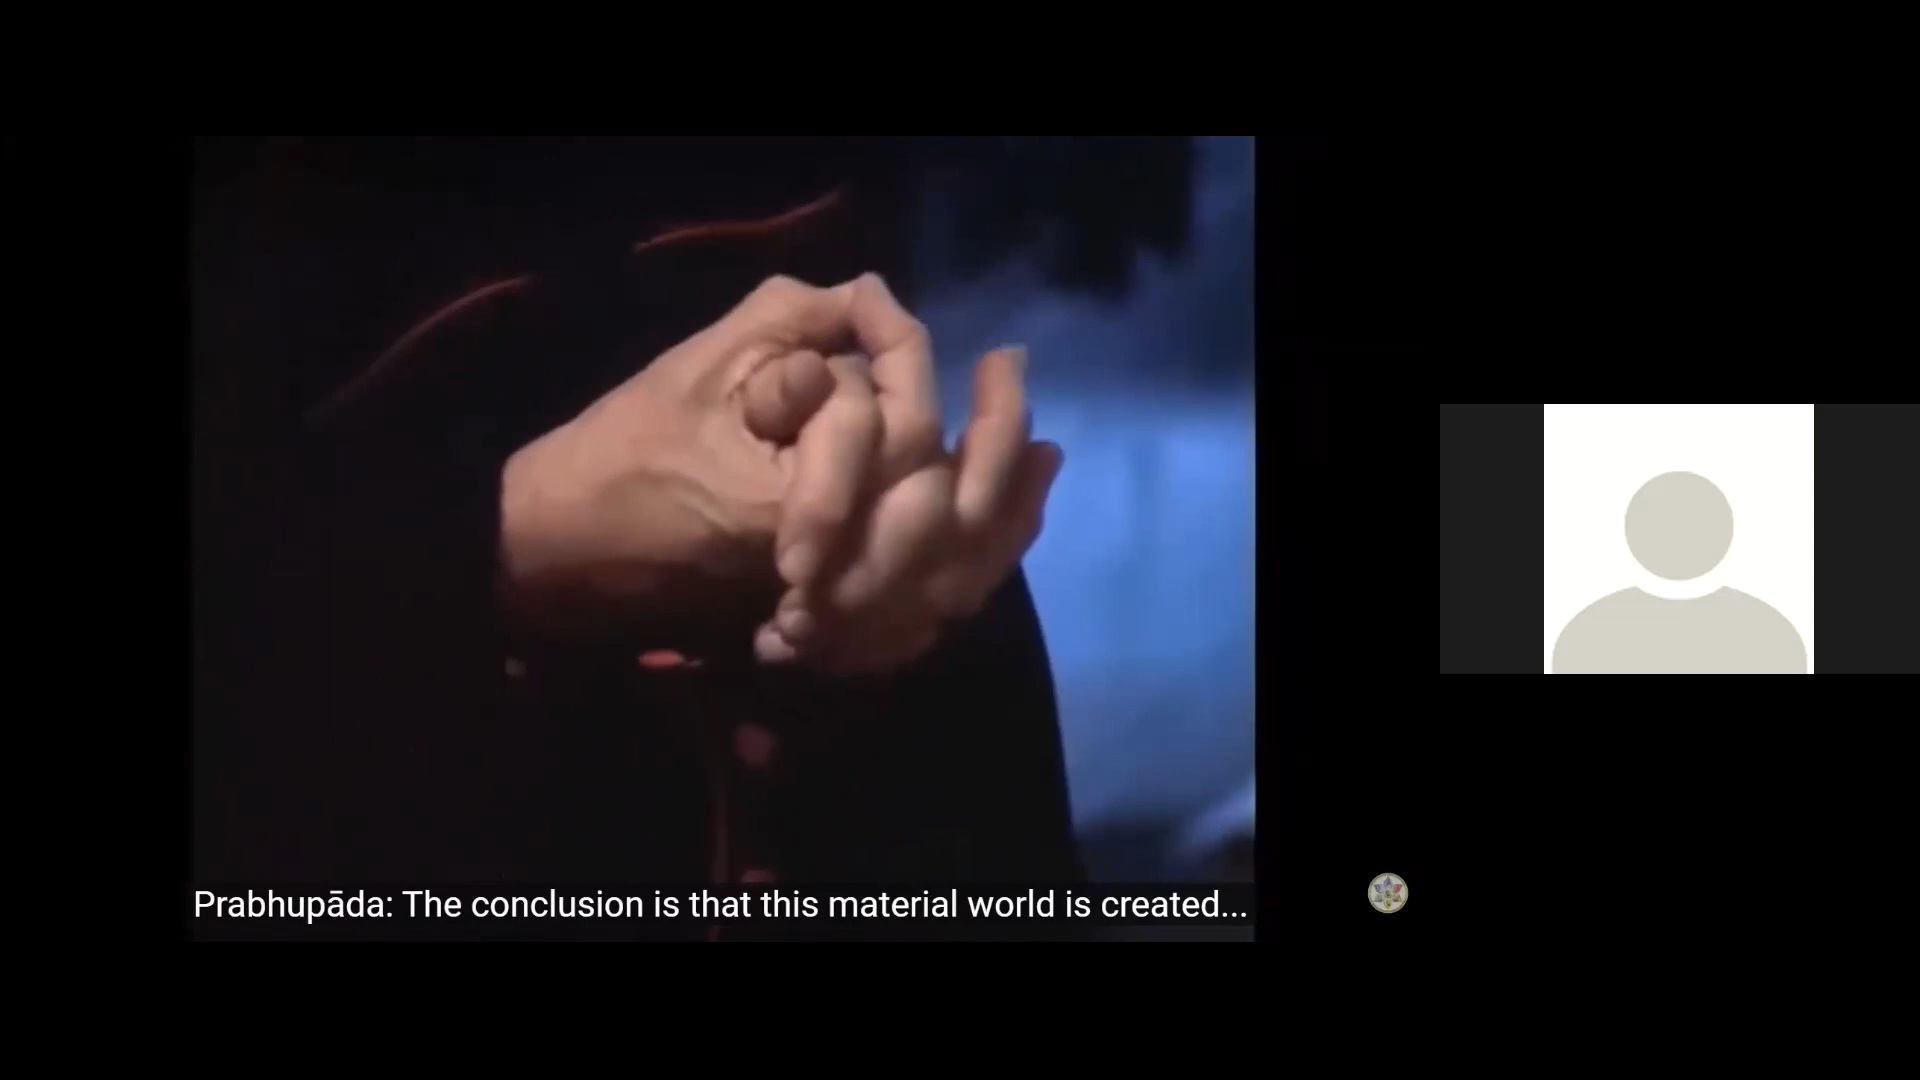 Prabhupāda: The conclusion is that this material world is created...